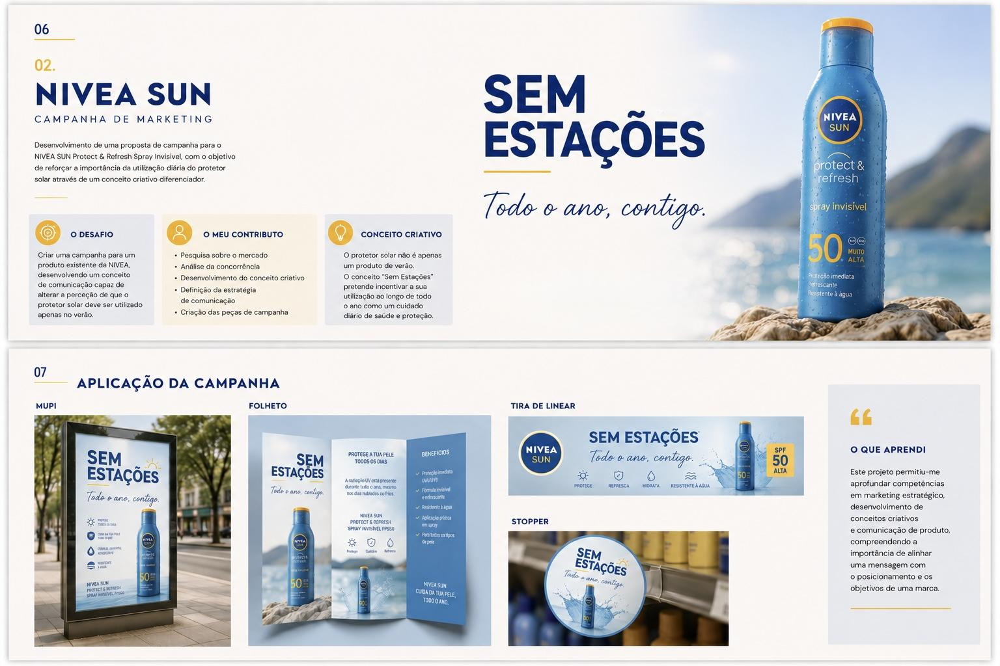 06
02.
NIVEA SUN
CAMPANHA DE MARKETING
Desenvolvimento de uma proposta de campanha para o
NIVEA SUN Protect & Refresh Spray Invisivel, com o objetivo
de reforçar a importância da utilização diária do protetor
solar através de um conceito criativo diferenciador.
O DESAFIO
Criar uma campanha para um
produto existente da NIVEA,
desenvolvendo um conceito
de comunicação capaz de
alterar a perceção de que o
protetor solar deve ser utilizado
apenas no verão.
O MEU CONTRIBUTO
• Pesquisa sobre o mercado
• Análise da concorrência
• Desenvolvimento do conceito criativo
• Definição da estratégia
de comunicação
• Criação das peças de campanha
CONCEITO CRIATIVO
O protetor solar não é apenas
um produto de verão.
O conceito “Sem Estações”
pretende incentivar a sua
utilização ao longo de todo
o ano como um cuidado
diário de saúde e proteção.
SEM
ESTAÇÕES
Todo o ano, contigo.
NIVEA
SUN
protect &
refresh
spray invisivel
50
MUITO
ALTA
Proteção imediata
Refrescante
Resistente à água
07
APLICAÇÃO DA CAMPANHA
MUPI
SEM
ESTAÇÕES
Todo o ano, contigo.
NIVEA SUN
PROTECT & REFRESH
SPRAY INVISÍVEL
50
FOLHETO
SEM
ESTAÇÕES
Todo o ano, contigo.
NIVEA
SUN
50
PROTEGE A TUA PELE
TODOS OS DIAS
A radiação UV está presente
durante todo o ano, mesmo
nos dias nublados ou frios.
NIVEA SUN
PROTECT & REFRESH
SPRAY INVISÍVEL FPS50
Protege
Refresca
BENEFICIOS
Proteção imediata
UVA/UVB
Fórmula invisível
e refrescante
Resistente à água
Aplicação prática
em spray
Para todos os tipos
de pele
NIVEA SUN
CUIDA DA TUA PELE,
TODO O ANO.
TIRA DE LINEAR
NIVEA
SUN
SEM ESTAÇÕES
Todo o ano, contigo.
PROTEGE
REFRESCA
HIDRATA
RESISTENTE À ÁGUA
50
SPF
50
ALTA
STOPPER
SEM
ESTAÇÕES
Todo o ano, contigo.
O QUE APRENDI
Este projeto permitiu-me
aprofundar competências
em marketing estratégico,
desenvolvimento de
conceitos criativos
e comunicação de produto,
compreendendo a
importância de alinhar
uma mensagem com
o posicionamento e os
objetivos de uma marca.